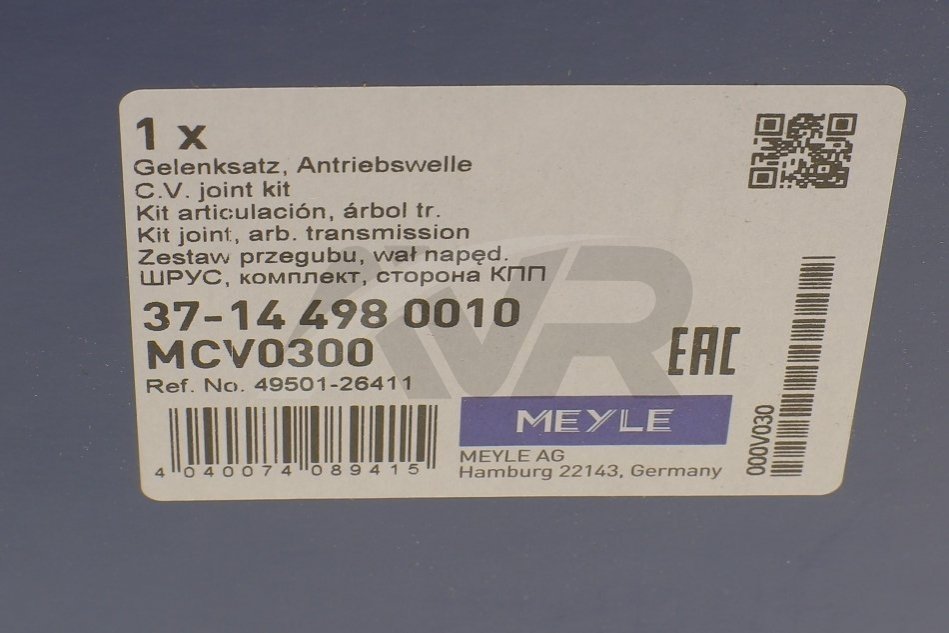 1 x
Gelenksatz, Antriebswelle
C.V. joint kit
Kit articulación, árbol tr.
Kit joint, arb. transmission
Zestaw przegubu, wał napęd.
ШРУС, комплект, сторона КПП
37-14 498 0010
MCV0300
Ref. No. 49501-26411
EAC
MEYLE
MEYLE AG
Hamburg 22143, Germany
4 040074 089415
000V030